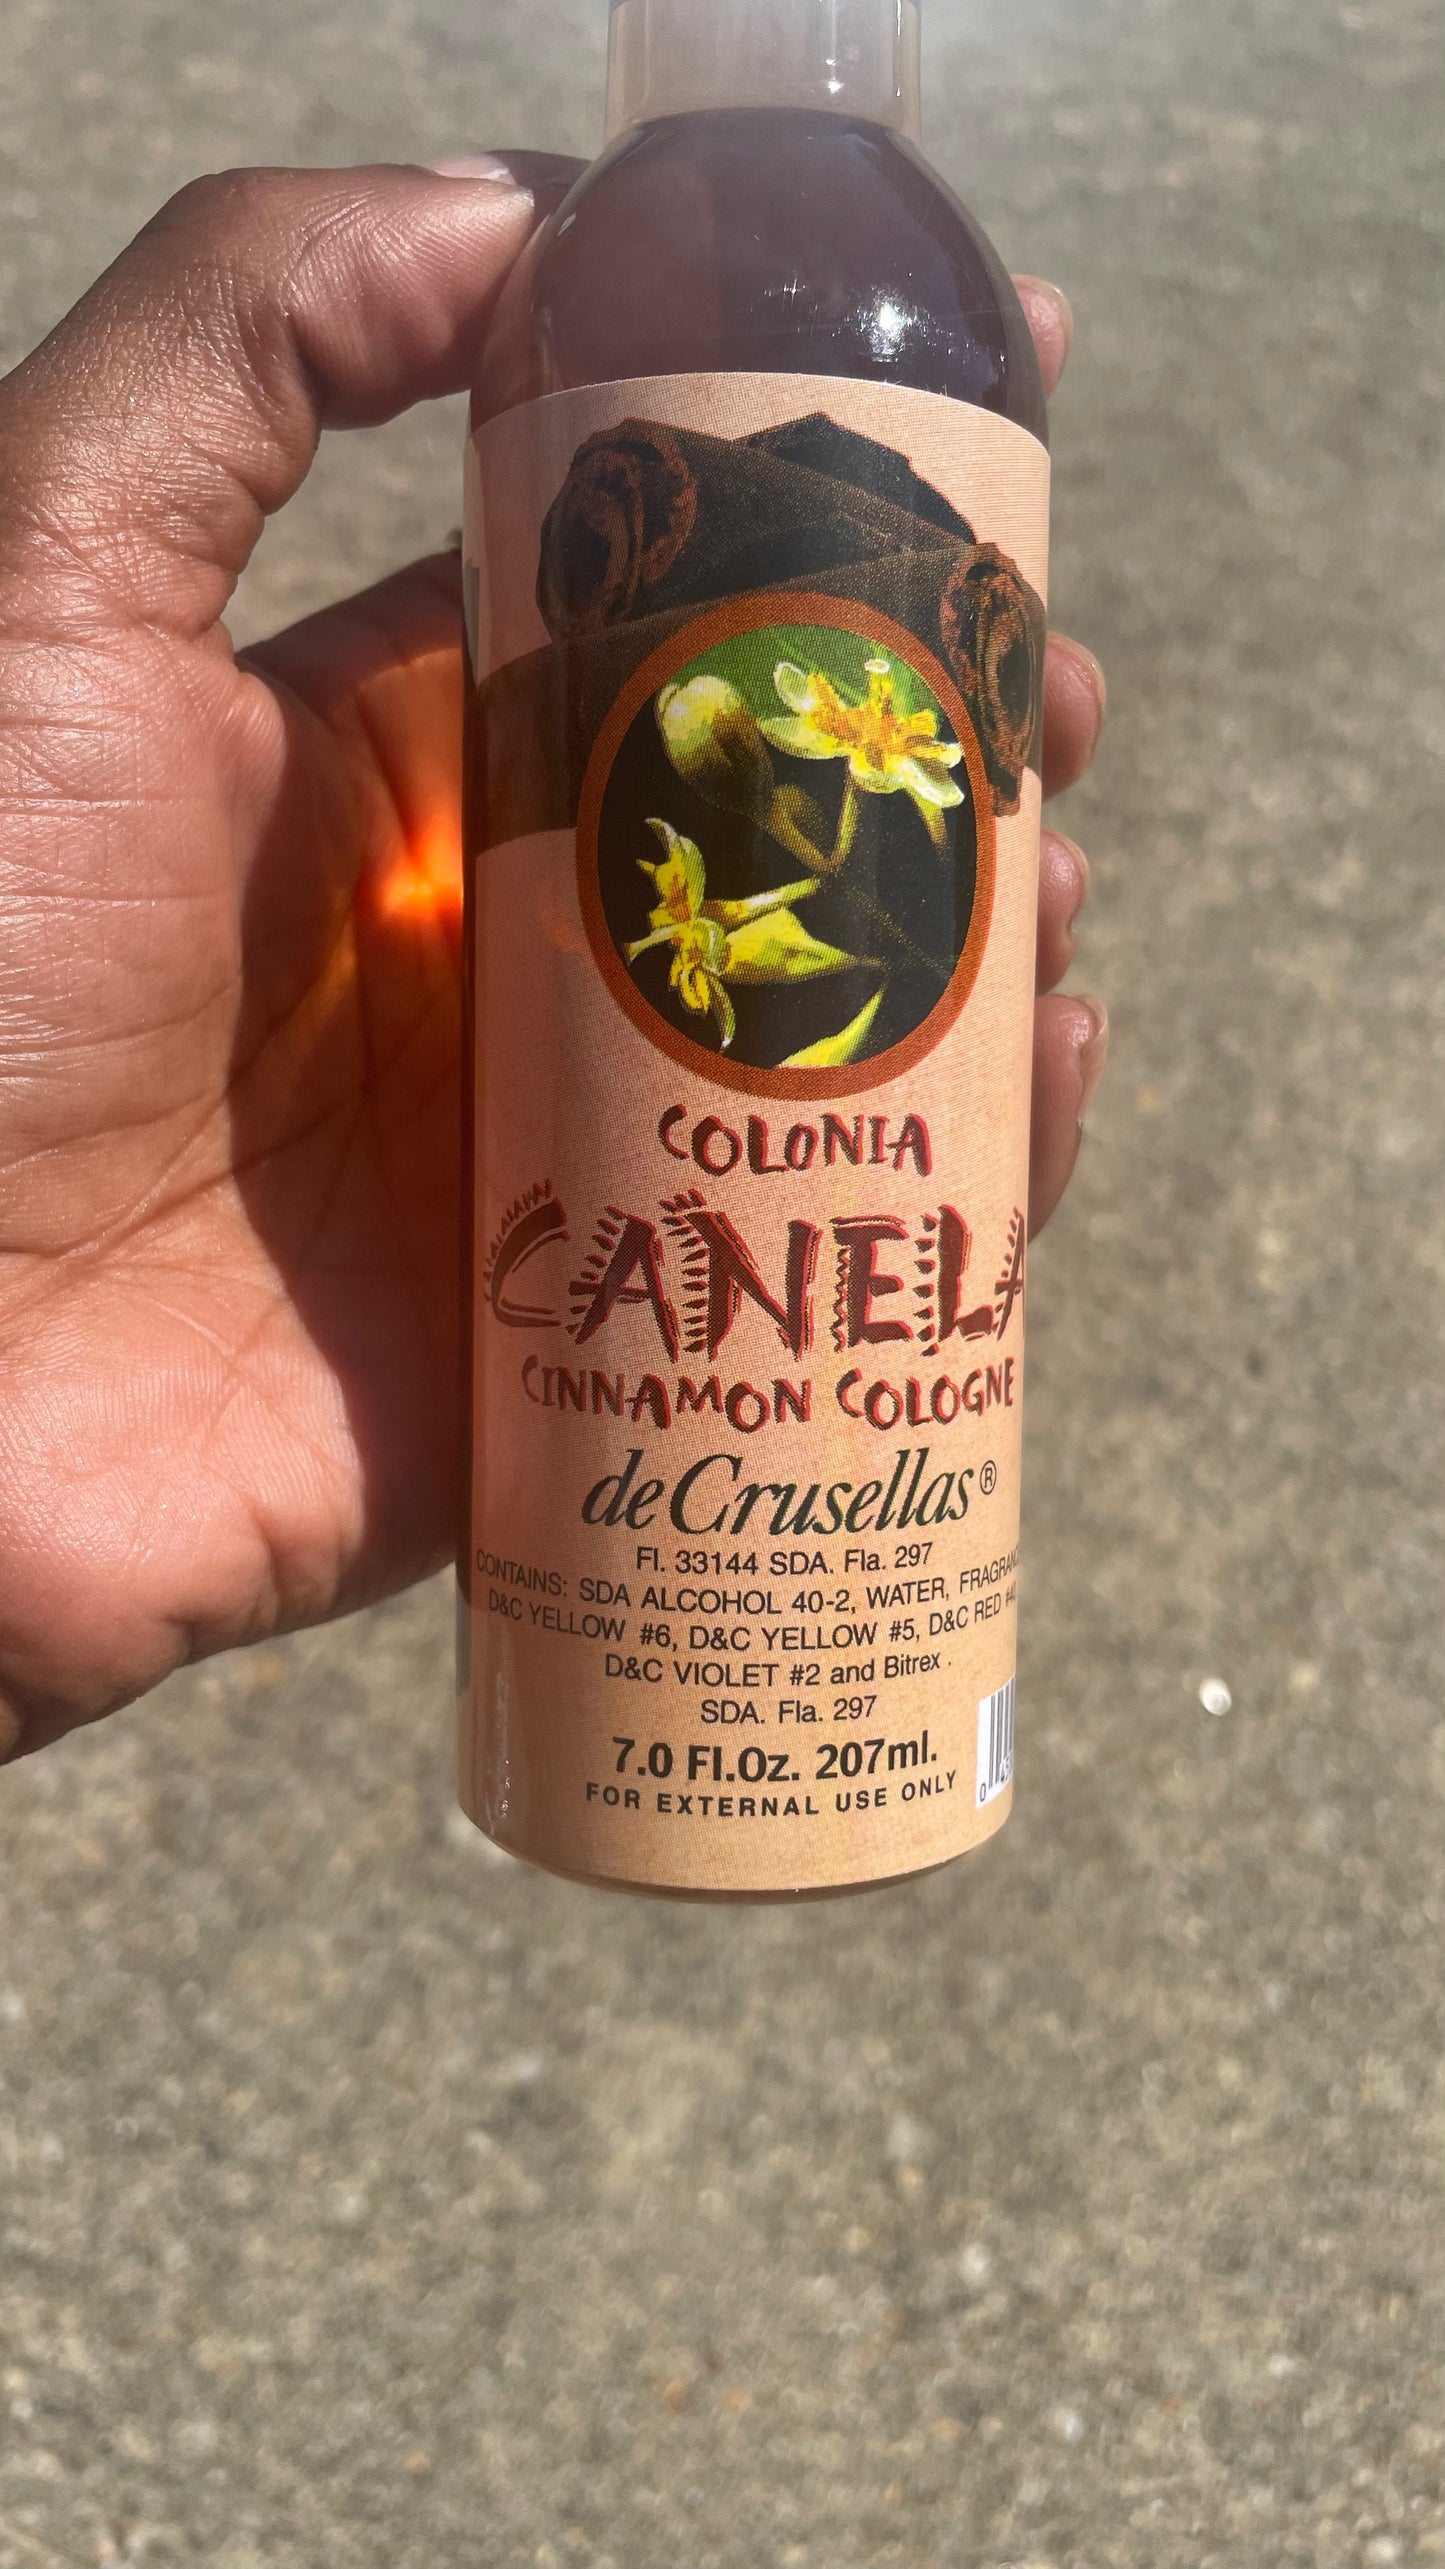 COLONIA
CANELA
CINNAMON COLOGNE
de Crusellas®
Fl. 33144 SDA. Fla. 297
CONTAINS: SDA ALCOHOL 40-2, WATER,
D&C YELLOW #6, D&C YELLOW #5, D&C RED
D&C VIOLET #2 and Bitrex.
SDA. Fla. 297
7.0 Fl.Oz. 207ml.
FOR EXTERNAL USE ONLY
0